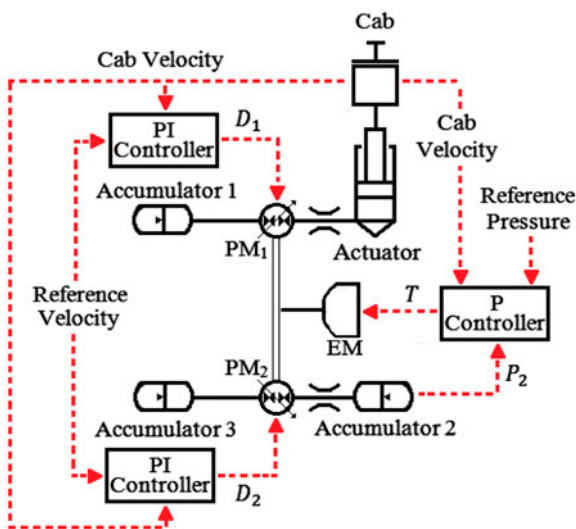 Cab
Cab Velocity
PI
Controller
D₁
Cab
Velocity
Accumulator 1
Reference
Pressure
PM₁
Actuator
Reference
Velocity
T
P
Controller
EM
PM₂
P₂
Accumulator 3
Accumulator 2
PI
Controller
D₂